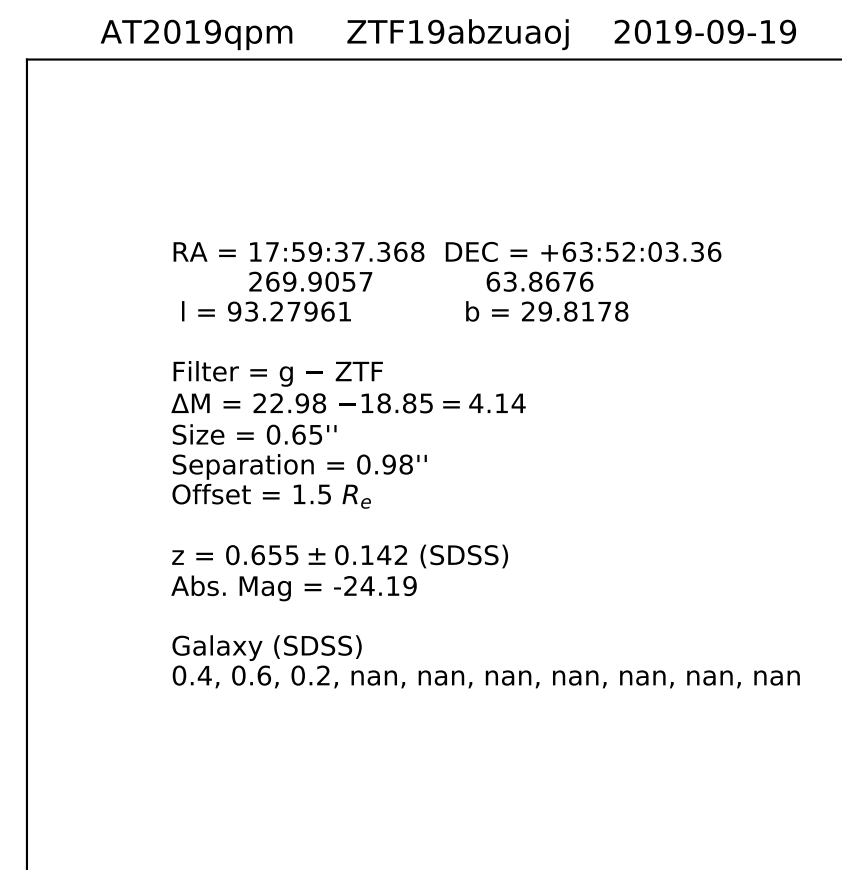 AT2019qpm ZTF19abzuaoj 2019-09-19
RA = 17:59:37.368 DEC = +63:52:03.36
269.9057 63.8676
l = 93.27961 b = 29.8178
Filter = g − ZTF
ΔM = 22.98 −18.85 = 4.14
Size = 0.65''
Separation = 0.98''
Offset = 1.5 Rₑ
z = 0.655 ± 0.142 (SDSS)
Abs. Mag = -24.19
Galaxy (SDSS)
0.4, 0.6, 0.2, nan, nan, nan, nan, nan, nan, nan